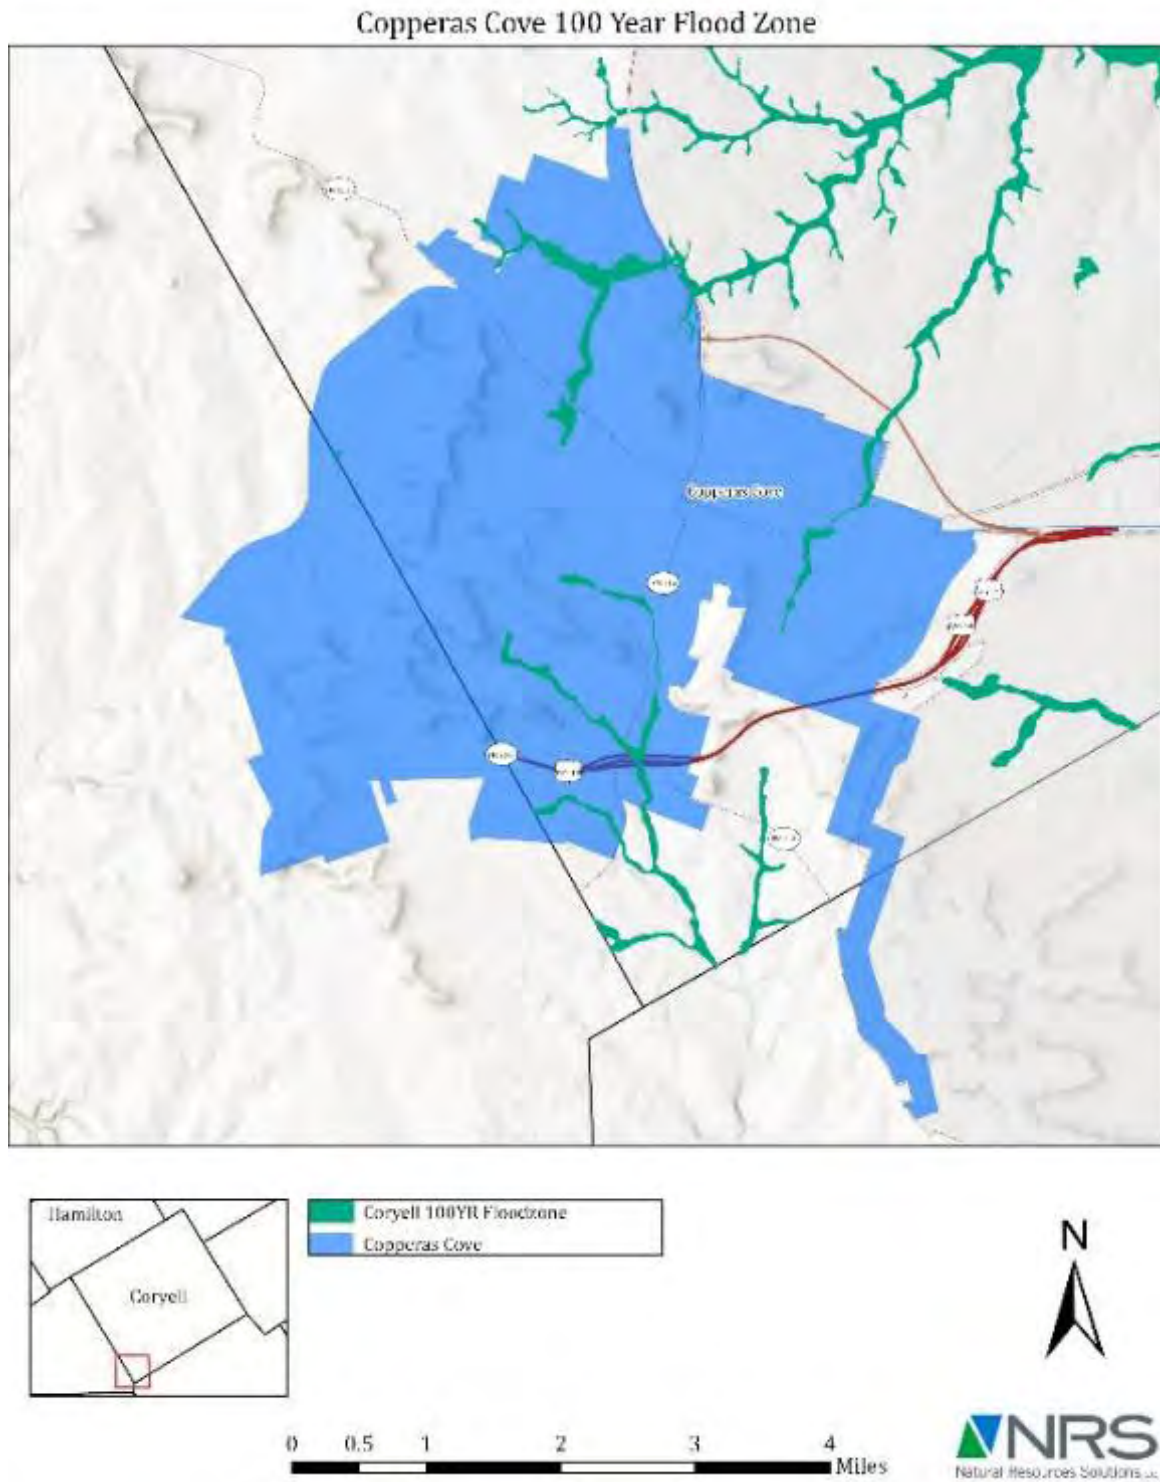 Copperas Cove 100 Year Flood Zone
Copperas Cove
Hamilton
Coryell
Coryell 100YR Floodzone
Copperas Cove
N
0 0.5 1 2 3 4
Miles
NRS
Natural Resources Solutions